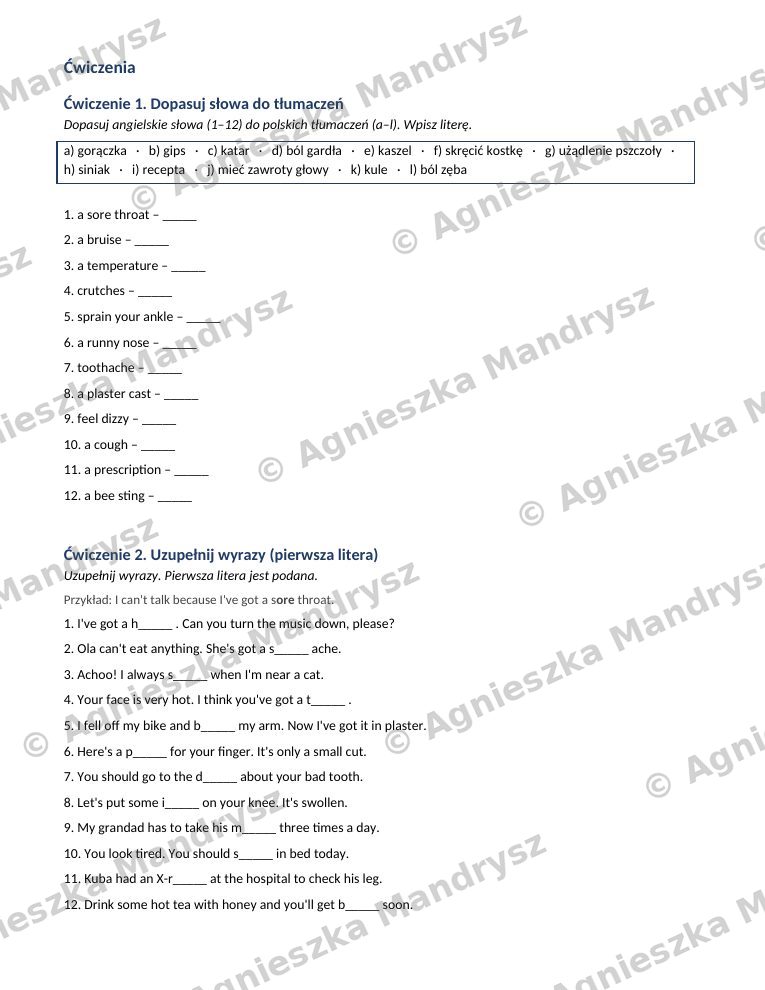 Ćwiczenia
Ćwiczenie 1. Dopasuj słowa do tłumaczeń
Dopasuj angielskie słowa (1–12) do polskich tłumaczeń (a–l). Wpisz literę.
a) gorączka · b) gips · c) katar · d) ból gardła · e) kaszel · f) skręcić kostkę · g) użądlenie pszczoły ·
h) siniak · i) recepta · j) mieć zawroty głowy · k) kule · l) ból zęba
1. a sore throat – _____
2. a bruise – _____
3. a temperature – _____
4. crutches – _____
5. sprain your ankle – _____
6. a runny nose – _____
7. toothache – _____
8. a plaster cast – _____
9. feel dizzy – _____
10. a cough – _____
11. a prescription – _____
12. a bee sting – _____
Ćwiczenie 2. Uzupełnij wyrazy (pierwsza litera)
Uzupełnij wyrazy. Pierwsza litera jest podana.
Przykład: I can't talk because I've got a sore throat.
1. I've got a h_____ . Can you turn the music down, please?
2. Ola can't eat anything. She's got a s_____ ache.
3. Achoo! I always s_____ when I'm near a cat.
4. Your face is very hot. I think you've got a t_____ .
5. I fell off my bike and b_____ my arm. Now I've got it in plaster.
6. Here's a p_____ for your finger. It's only a small cut.
7. You should go to the d_____ about your bad tooth.
8. Let's put some i_____ on your knee. It's swollen.
9. My grandad has to take his m_____ three times a day.
10. You look tired. You should s_____ in bed today.
11. Kuba had an X-r_____ at the hospital to check his leg.
12. Drink some hot tea with honey and you'll get b_____ soon.
© Agnieszka Mandrysz